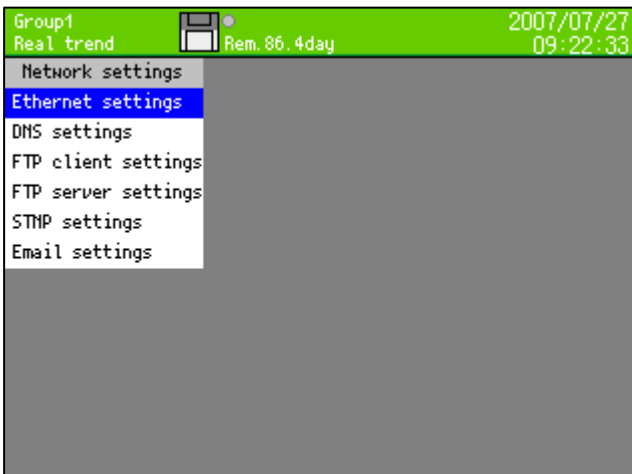 Group1
Real trend
Rem.86.4day
2007/07/27
09:22:33
Network settings
Ethernet settings
DNS settings
FTP client settings
FTP server settings
STNP settings
Email settings